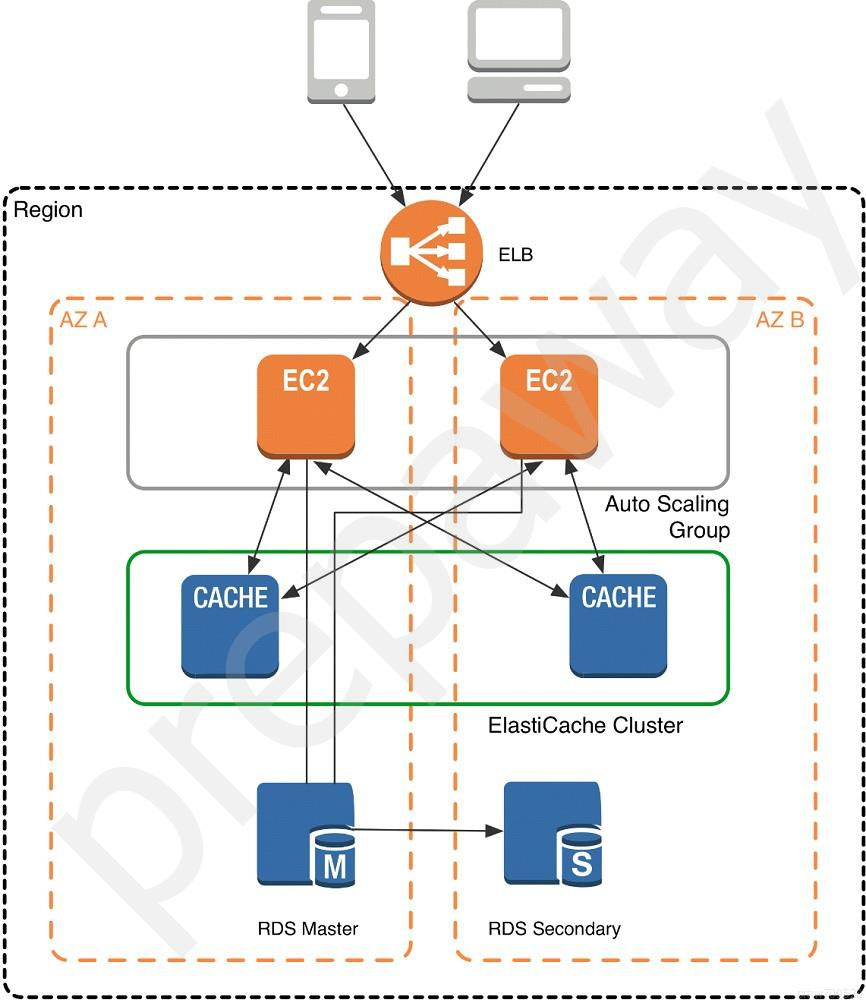 Region
ELB
AZ A
AZ B
EC2
EC2
Auto Scaling
Group
CACHE
CACHE
ElastiCache Cluster
M
S
RDS Master
RDS Secondary
prepaway